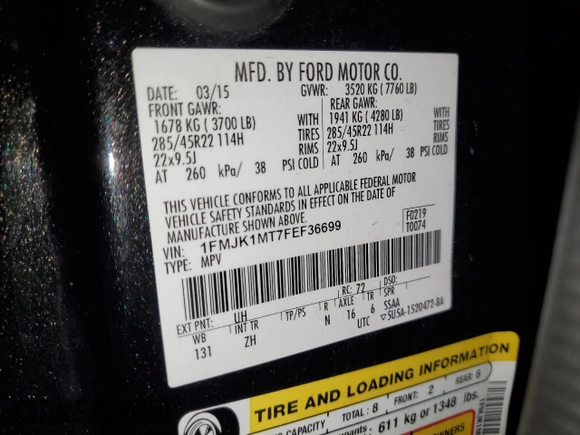 MFD. BY FORD MOTOR CO.
DATE: 03/15 GVWR: 3520 KG ( 7760 LB)
FRONT GAWR: REAR GAWR:
1678 KG ( 3700 LB) WITH 1941 KG ( 4280 LB) WITH
285/45R22 114H TIRES 285/45R22 114H TIRES
22x9.5J RIMS 22x9.5J RIMS
AT 260 kPa/ 38 PSI COLD AT 260 kPa/ 38 PSI COLD
THIS VEHICLE CONFORMS TO ALL APPLICABLE FEDERAL MOTOR
VEHICLE SAFETY STANDARDS IN EFFECT ON THE DATE OF
MANUFACTURE SHOWN ABOVE. F0219
VIN: 1FMJK1MT7FEF36699 T0074
TYPE: MPV
EXT PNT: UH RC: 72 DSO:
WB INT TR TP/PS R AXLE TR SPR
131 ZH N 16 6 SSAA
UTC 5U5A-1520472-BA
TIRE AND LOADING INFORMATION
SEATING CAPACITY TOTAL: 8 FRONT: 2 REAR: 6
611 kg or 1348 lbs.
OWNERS